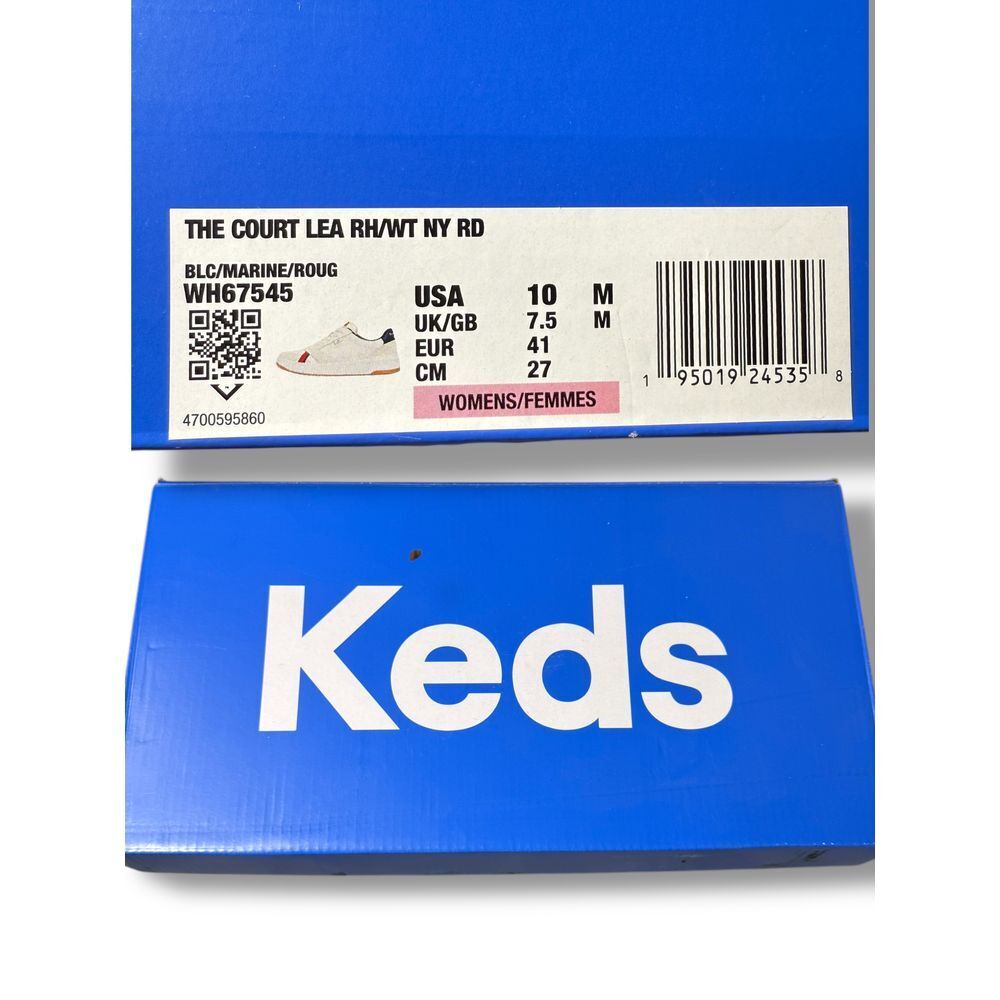 THE COURT LEA RH/WT NY RD
BLC/MARINE/ROUG
WH67545
USA 10 M
UK/GB 7.5 M
EUR 41
CM 27
WOMENS/FEMMES
4700595860
1 95019 24535 8
Keds